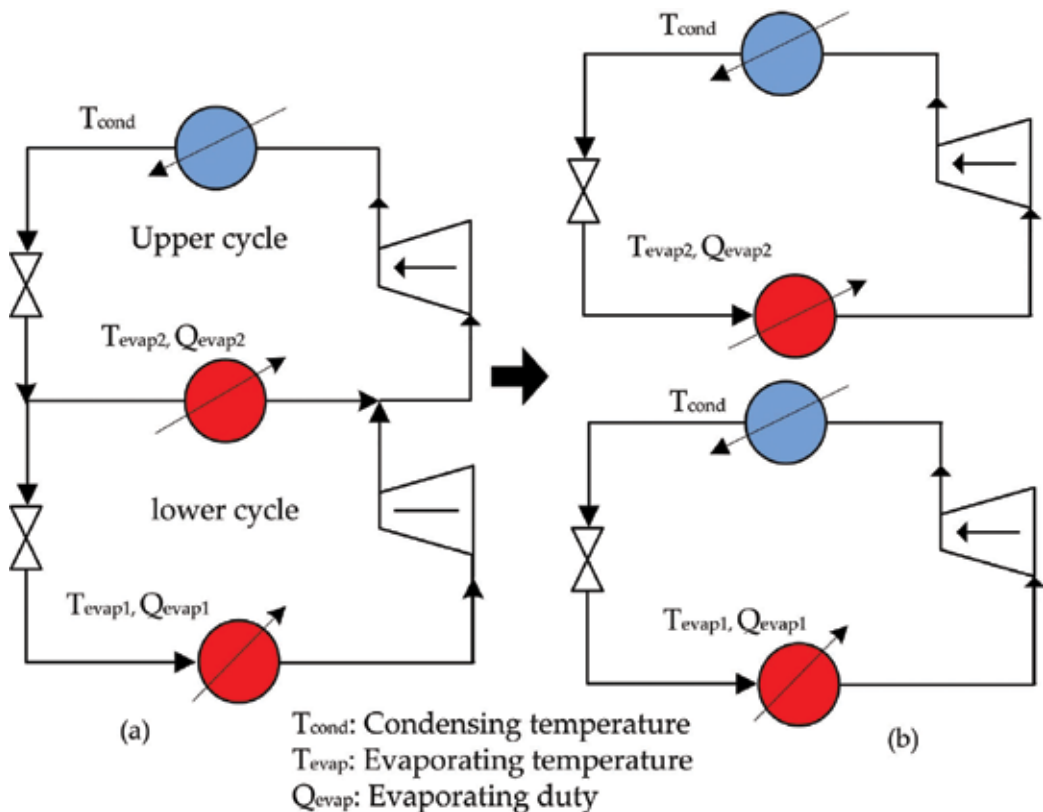 Tcond
Upper cycle
Tevap2, Qevap2
lower cycle
Tevap1, Qevap1
(a)
Tcond
Tevap2, Qevap2
Tcond
Tevap1, Qevap1
(b)
Tcond: Condensing temperature
Tevap: Evaporating temperature
Qevap: Evaporating duty